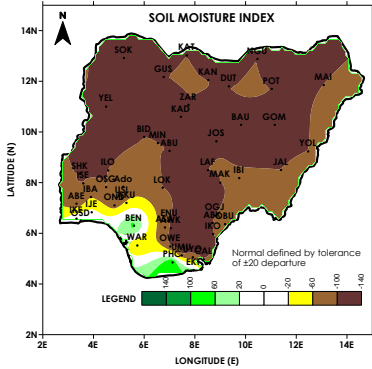 SOIL MOISTURE INDEX
N
14N
12N
10N
8N
6N
4N
2N
LATITUDE (N)
SOK
KAT
NGU
GUS
KAN
DUT
POT
MAI
YEL
ZAR
KAD
BAU
GOM
BID
MIN
ABU
JOS
YOL
SHK
ILO
ISE
OSG
Ado
LOK
LAF
MAK
IBI
JAL
ABE
IBA
IJE
USI
IKE
OSD
BEN
ENU
AWK
OGJ
OBU
IKO
WAR
OWE
UMU
PHC
CAL
EKE
Normal defined by tolerance
of ±20 departure
LEGEND
140
100
60
20
0
-20
-60
-100
-140
2E
4E
6E
8E
10E
12E
14E
LONGITUDE (E)